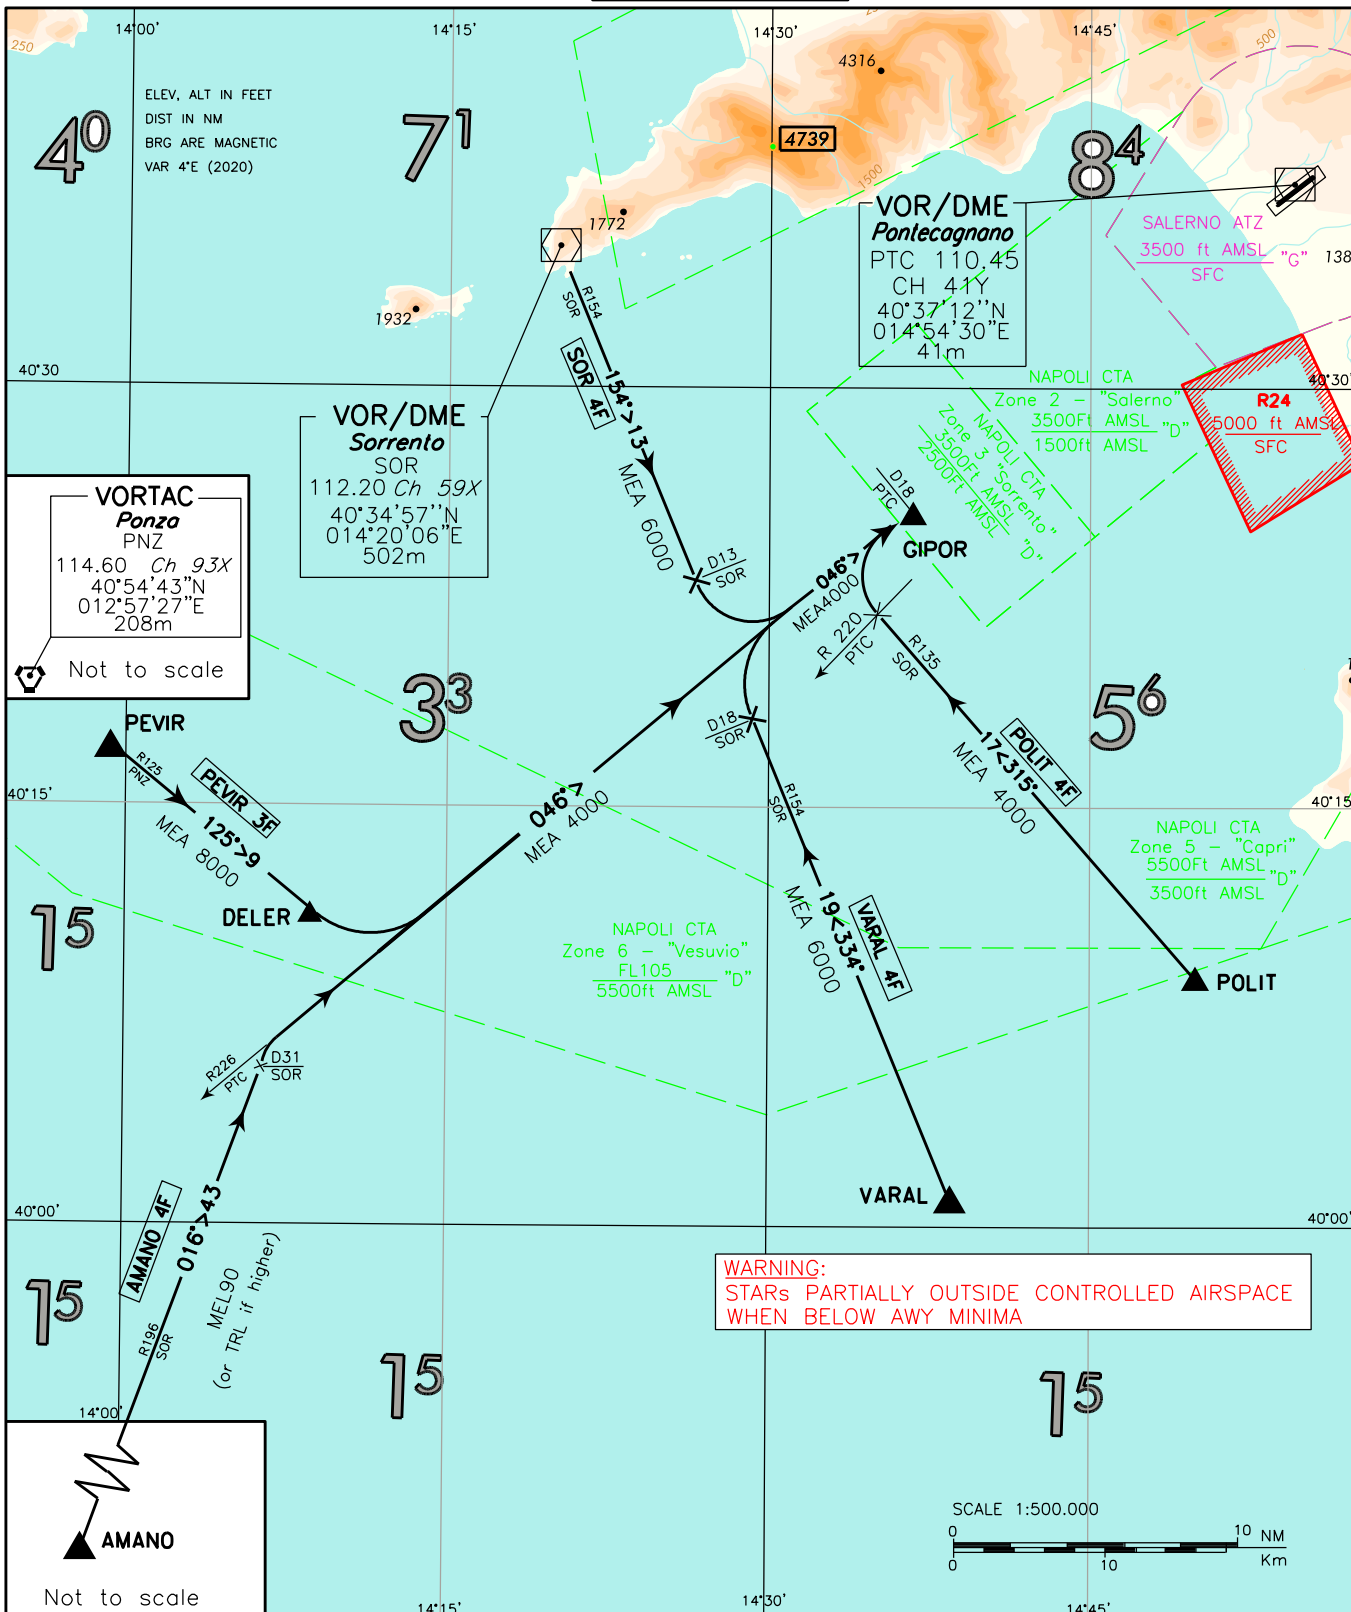 14°00'
14°15'
14°30'
14°45'
250
ELEV, ALT IN FEET
DIST IN NM
BRG ARE MAGNETIC
VAR 4°E (2020)
4⁰
7¹
8⁴
4316
4739
500
1500
1772
1932
VOR/DME
Pontecagnano
PTC 110.45
CH 41Y
40°37'12''N
014°54'30"E
41m
SALERNO ATZ
3500 ft AMSL
SFC
"G"
138
R154
SOR
SOR 4F
154°>13
MEA 6000
D13
SOR
40°30
40°30'
VOR/DME
Sorrento
SOR
112.20 Ch 59X
40°34'57''N
014°20'06"E
502m
NAPOLI CTA
Zone 2 - "Salerno"
3500Ft AMSL
1500ft AMSL
"D"
R24
5000 ft AMSL
SFC
NAPOLI CTA
Zone 3 "Sorrento"
3500Ft AMSL
2500Ft AMSL
"D"
VORTAC
Ponza
PNZ
114.60 Ch 93X
40°54'43"N
012°57'27"E
208m
Not to scale
D18
PTC
GIPOR
046°>
MEA4000
R 220
PTC
R135
SOR
3³
5⁶
PEVIR
R125
PNZ
PEVIR 3F
125°>9
MEA 8000
DELER
D18
SOR
R154
SOR
POLIT 4F
17<315°
MEA 4000
40°15'
40°15'
046°>
MEA 4000
NAPOLI CTA
Zone 5 - "Capri"
5500Ft AMSL
3500ft AMSL
"D"
1⁵
NAPOLI CTA
Zone 6 - "Vesuvio"
FL105
5500ft AMSL
"D"
VARAL 4F
19<334°
MEA 6000
POLIT
R226
PTC
D31
SOR
VARAL
40°00'
40°00'
AMANO 4F
016°>43
MEL90
(or TRL if higher)
R196
SOR
1⁵
WARNING:
STARs PARTIALLY OUTSIDE CONTROLLED AIRSPACE
WHEN BELOW AWY MINIMA
1⁵
1⁵
14°00'
AMANO
Not to scale
SCALE 1:500.000
0
10
NM
0
10
Km
14°15'
14°30'
14°45'